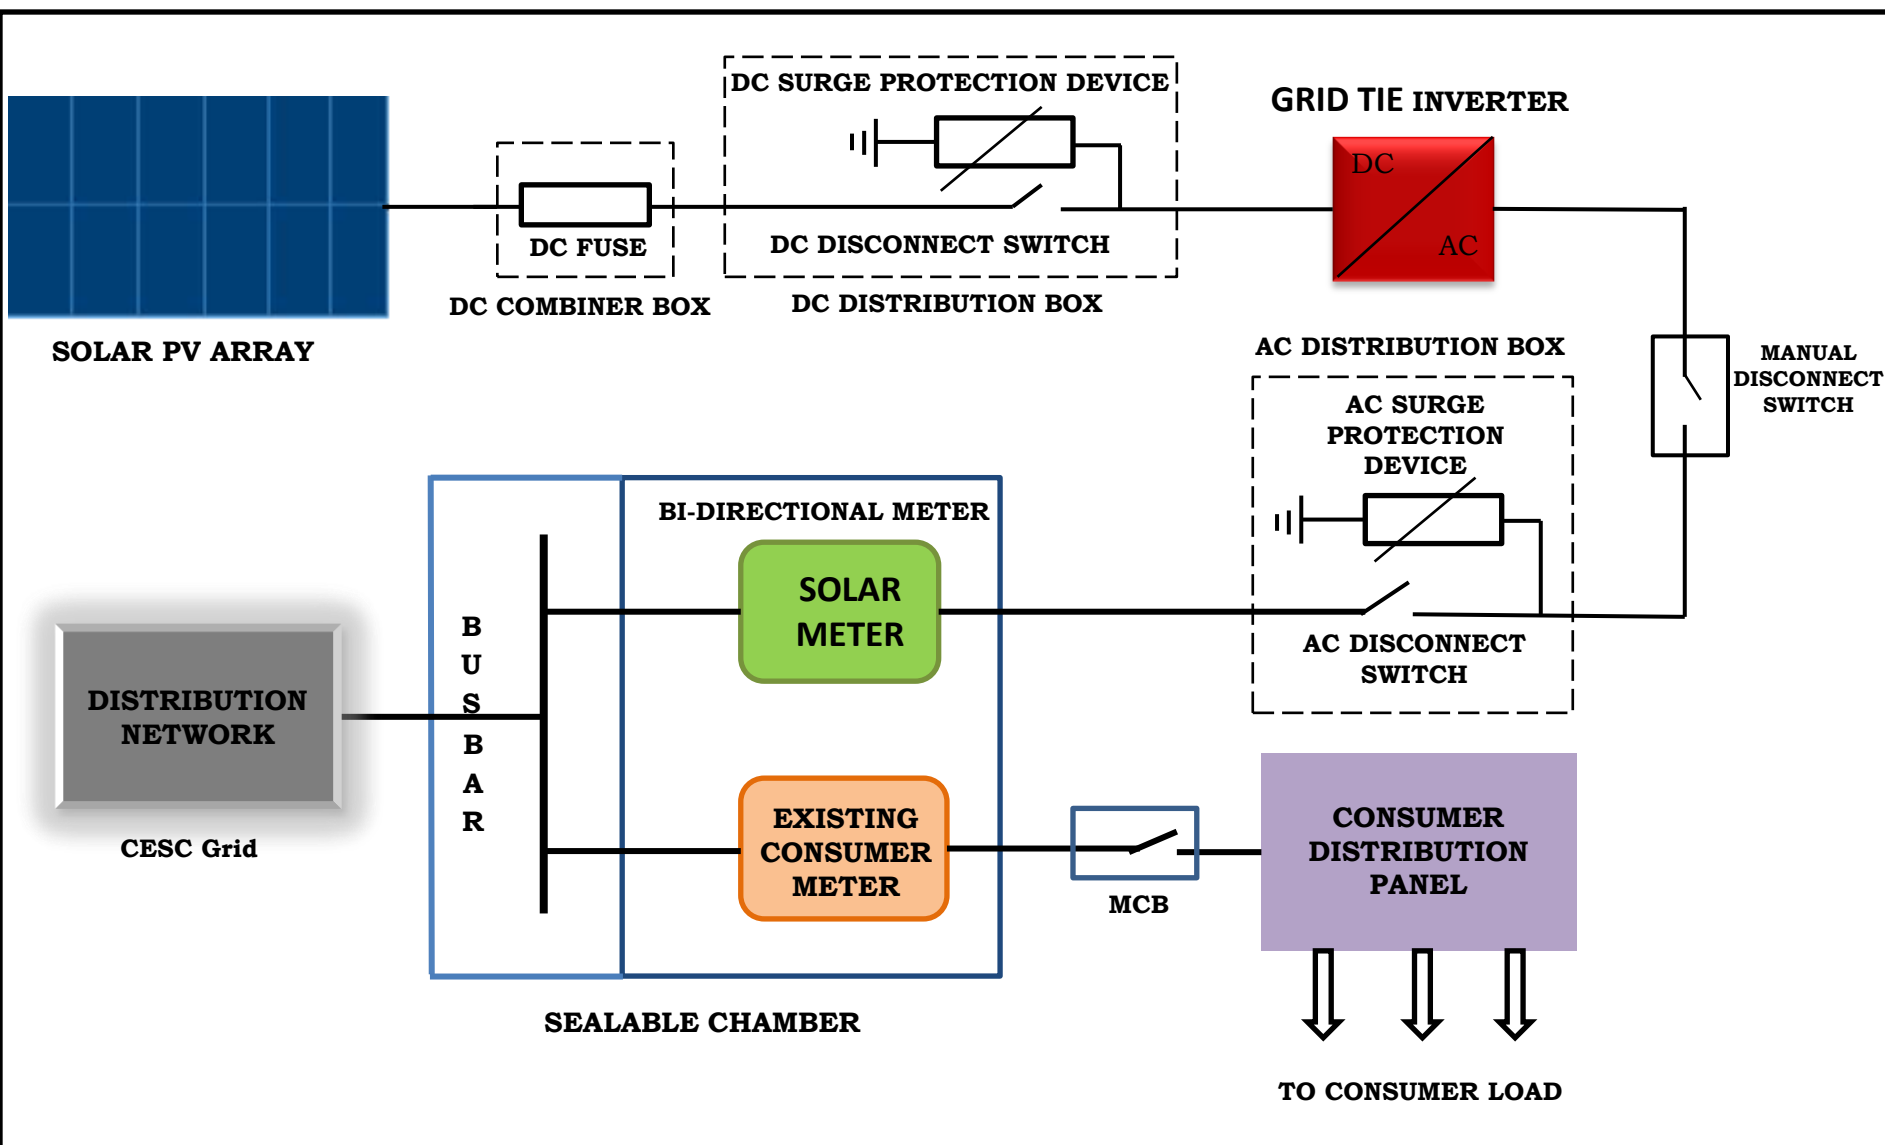 DC SURGE PROTECTION DEVICE
GRID TIE INVERTER
DC
AC
DC FUSE
DC DISCONNECT SWITCH
DC COMBINER BOX
DC DISTRIBUTION BOX
SOLAR PV ARRAY
AC DISTRIBUTION BOX
MANUAL
DISCONNECT
SWITCH
AC SURGE
PROTECTION
DEVICE
BI-DIRECTIONAL METER
SOLAR
METER
AC DISCONNECT
SWITCH
B
U
S
B
A
R
DISTRIBUTION
NETWORK
CESC Grid
EXISTING
CONSUMER
METER
MCB
CONSUMER
DISTRIBUTION
PANEL
SEALABLE CHAMBER
TO CONSUMER LOAD